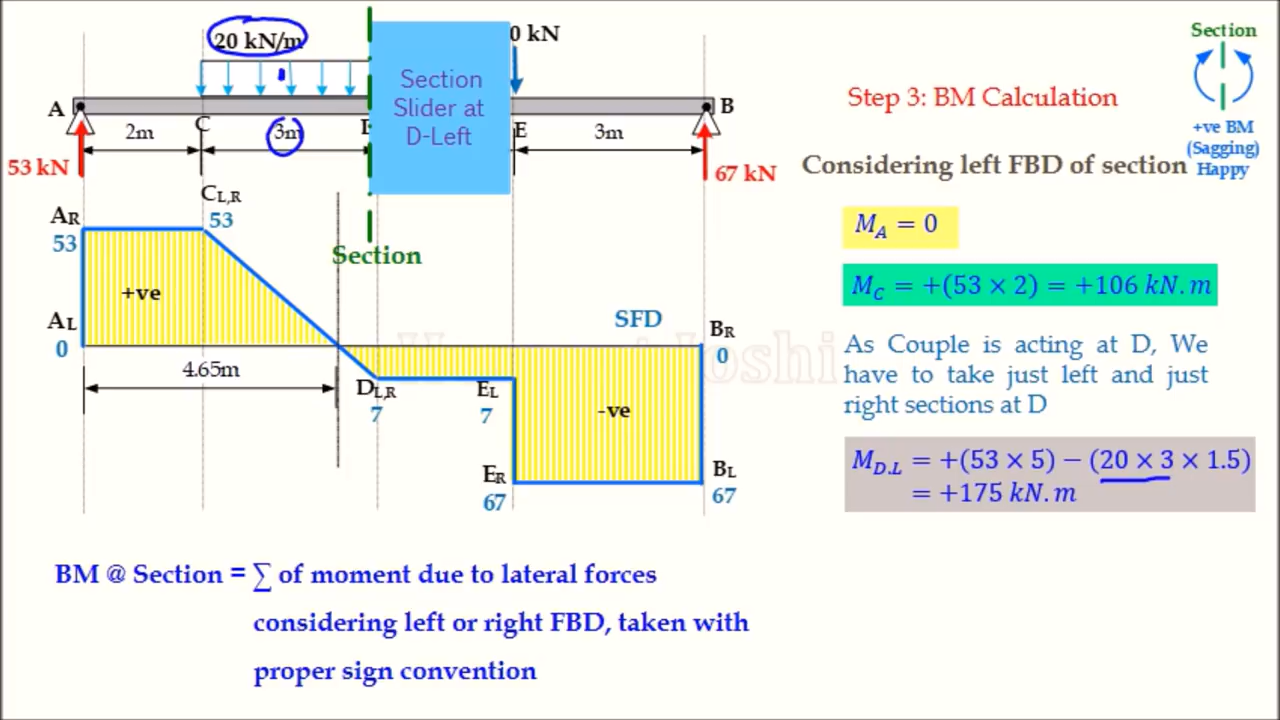 20 kN/m
0 kN
Section
Slider at
D-Left
A
B
2m
C
3m
E
3m
53 kN
67 kN
Section
+ve BM
(Sagging)
Happy
Step 3: BM Calculation
Considering left FBD of section
M_A = 0
M_C = +(53 × 2) = +106 kN.m
As Couple is acting at D, We
have to take just left and just
right sections at D
M_D.L = +(53 × 5) − (20 × 3 × 1.5)
= +175 kN.m
A_R
53
C_L,R
53
Section
+ve
A_L
0
SFD
B_R
0
4.65m
D_L,R
7
E_L
7
-ve
E_R
67
B_L
67
BM @ Section = ∑ of moment due to lateral forces
considering left or right FBD, taken with
proper sign convention